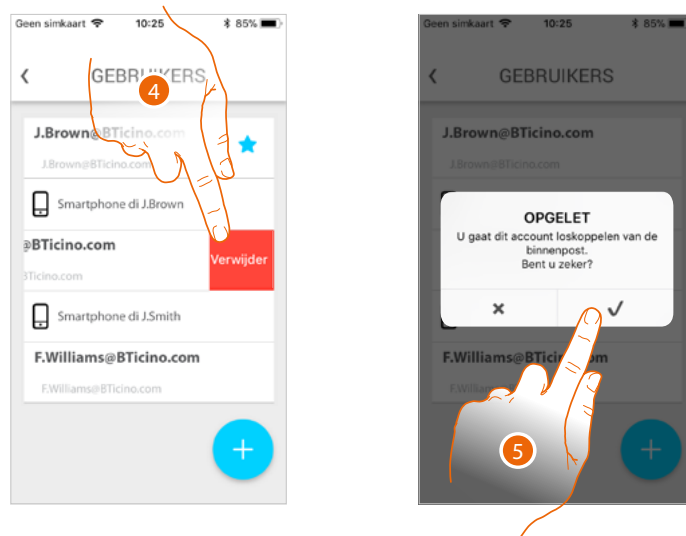 Geen simkaart 10:25 85%
GEBRUIKERS
4
J.Brown@BTicino.com
J.Brown@BTicino.com
Smartphone di J.Brown
@BTicino.com
Verwijder
BTicino.com
Smartphone di J.Smith
F.Williams@BTicino.com
F.Williams@BTicino.com
+
Geen simkaart 10:25 85%
GEBRUIKERS
J.Brown@BTicino.com
J.Brown@BTicino.com
OPGELET
U gaat dit account loskoppelen van de
binnenpost.
Bent u zeker?
F.Williams@BTicino.com
5
+